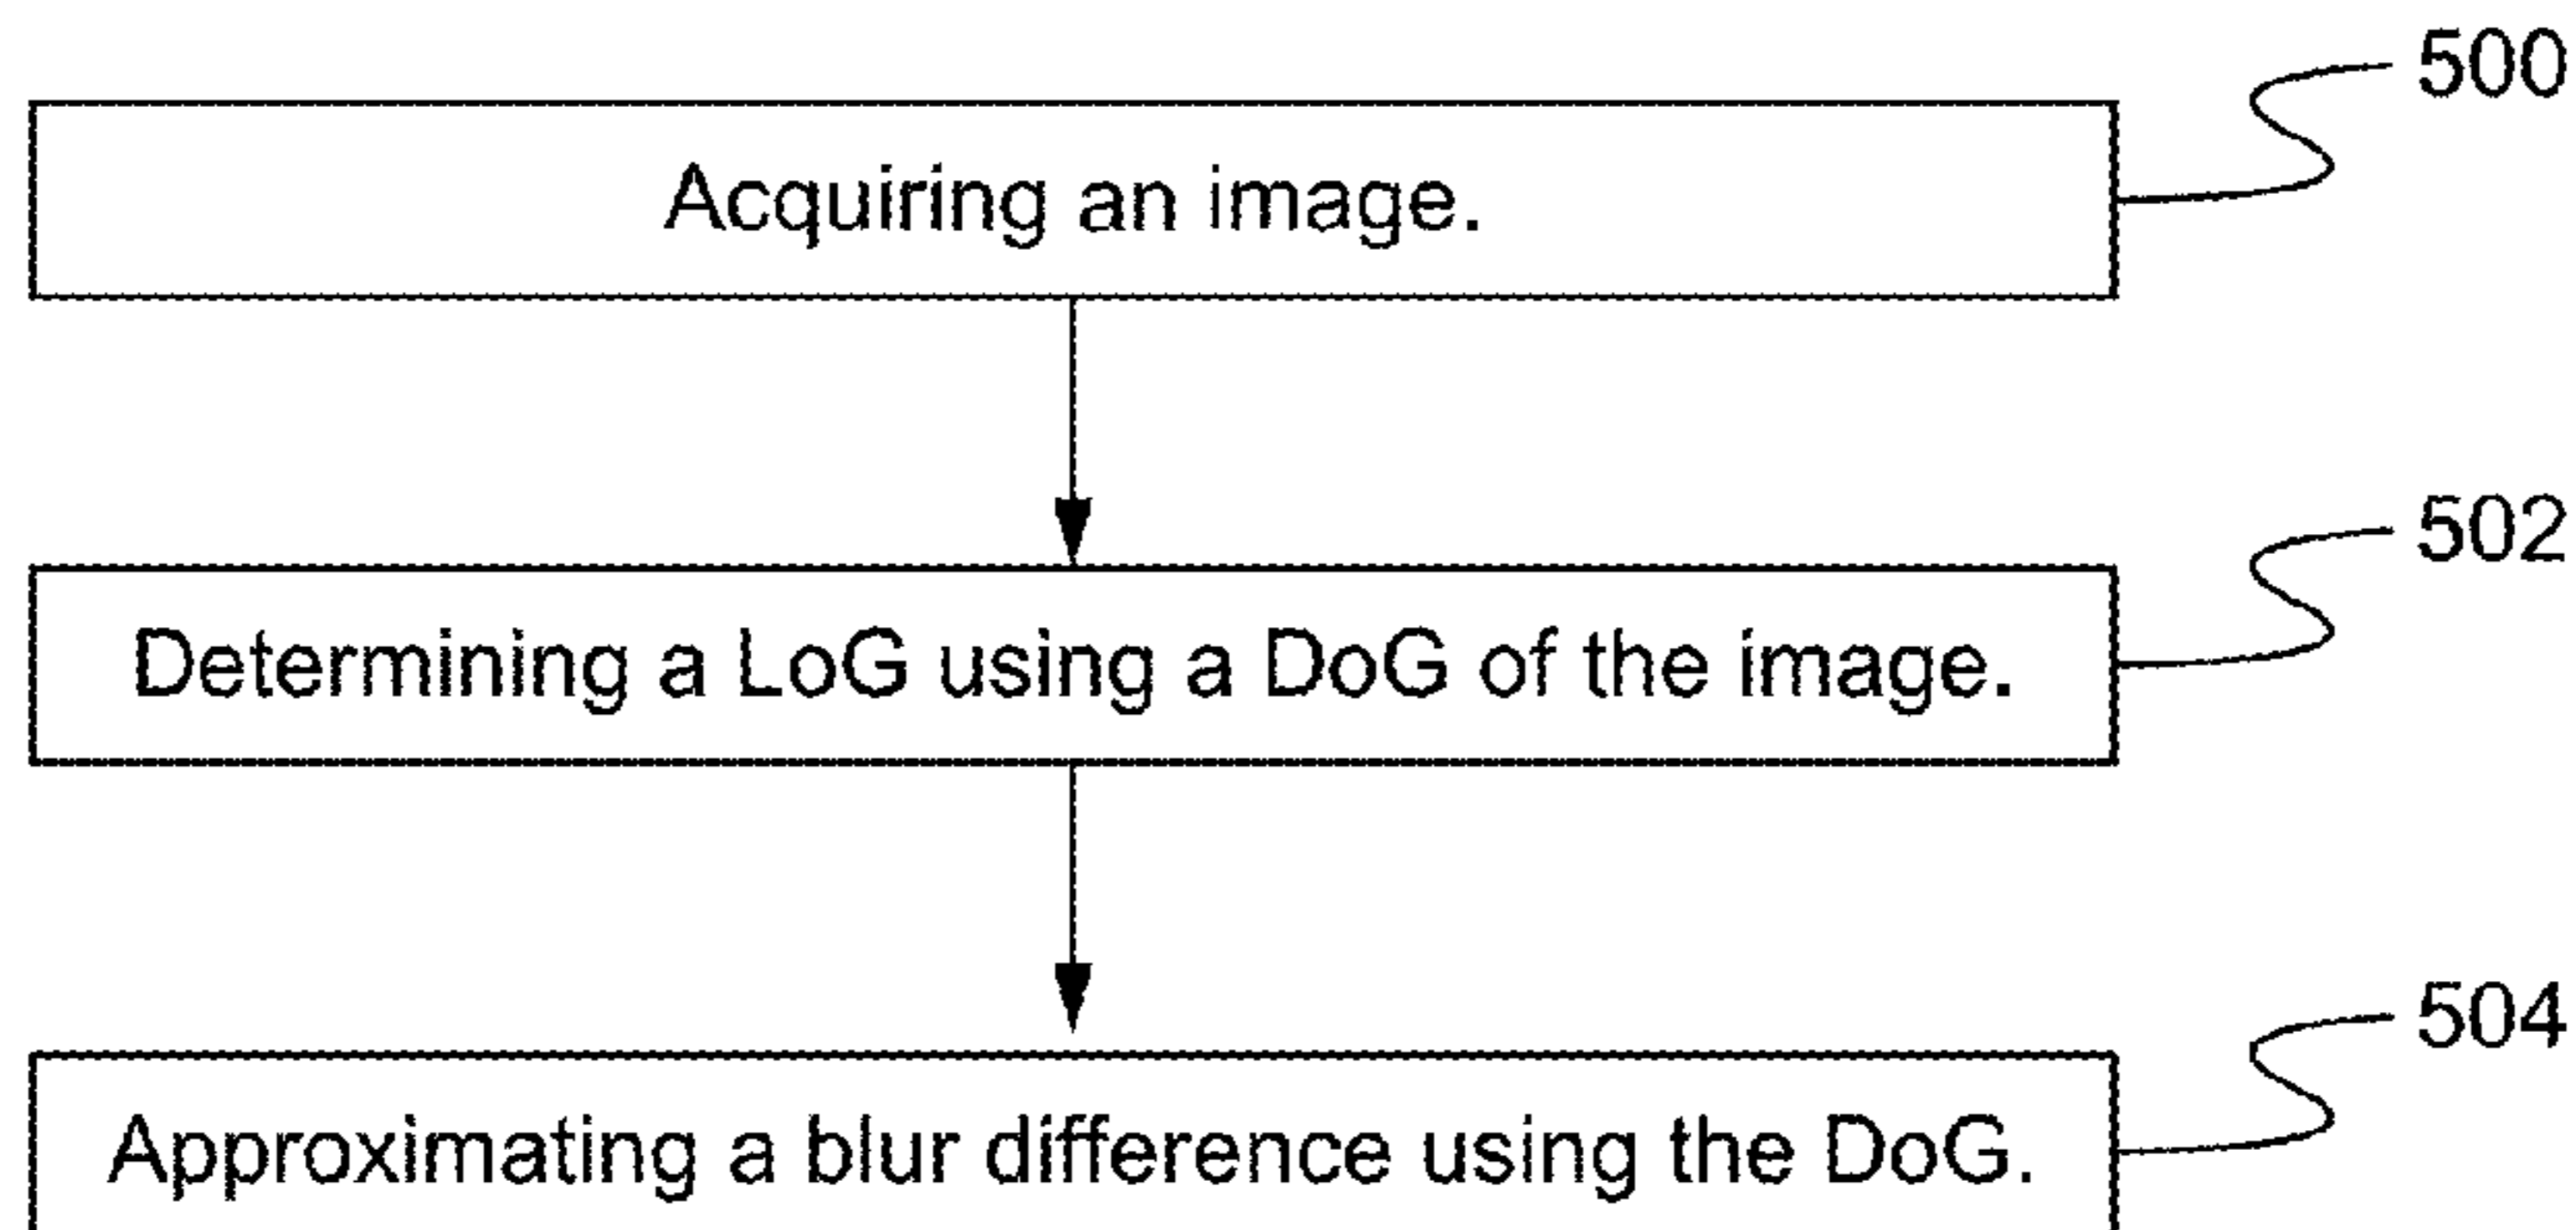 500
Acquiring an image.
502
Determining a LoG using a DoG of the image.
504
Approximating a blur difference using the DoG.